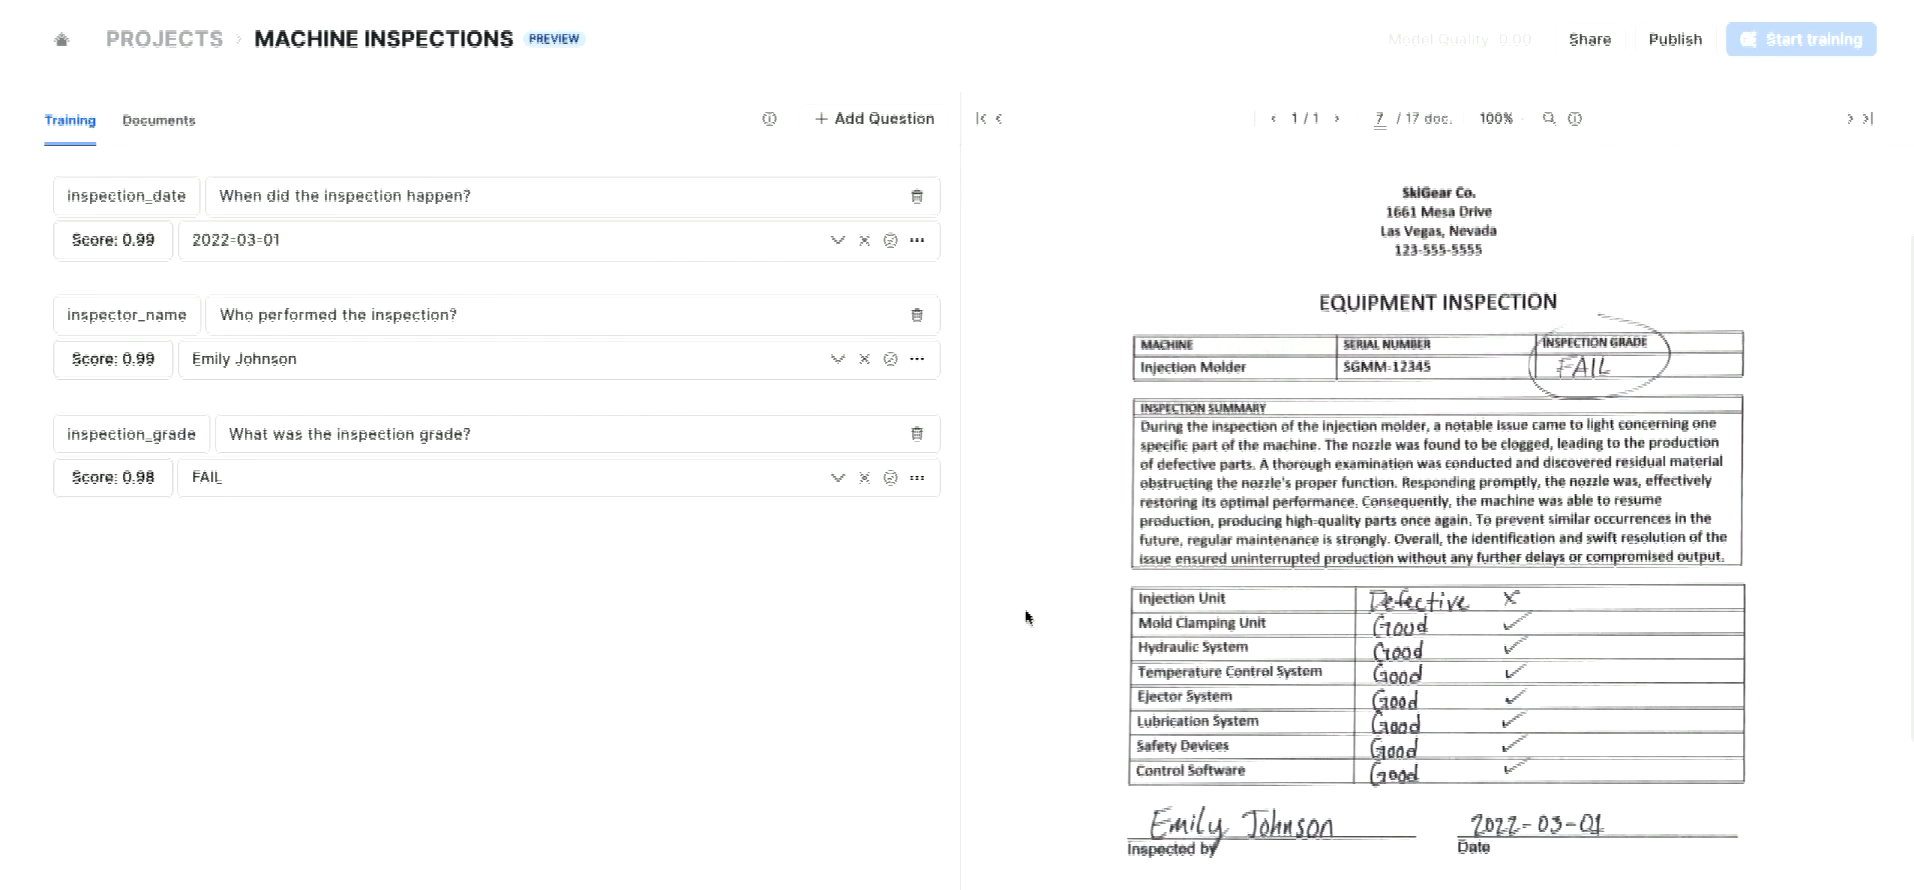 PROJECTS › MACHINE INSPECTIONS PREVIEW
Model Quality 0.00 Share Publish Start training
Training Documents
+ Add Question
inspection_date When did the inspection happen?
Score: 0.99 2022-03-01
inspector_name Who performed the inspection?
Score: 0.99 Emily Johnson
inspection_grade What was the inspection grade?
Score: 0.98 FAIL
1 / 1 7 / 17 doc. 100%
SkiGear Co.
1661 Mesa Drive
Las Vegas, Nevada
123-555-5555
EQUIPMENT INSPECTION
MACHINE SERIAL NUMBER INSPECTION GRADE
Injection Molder SGMM-12345 FAIL
INSPECTION SUMMARY
During the inspection of the injection molder, a notable issue came to light concerning one
specific part of the machine. The nozzle was found to be clogged, leading to the production
of defective parts. A thorough examination was conducted and discovered residual material
obstructing the nozzle's proper function. Responding promptly, the nozzle was, effectively
restoring its optimal performance. Consequently, the machine was able to resume
production, producing high-quality parts once again. To prevent similar occurrences in the
future, regular maintenance is strongly. Overall, the identification and swift resolution of the
issue ensured uninterrupted production without any further delays or compromised output.
Injection Unit Defective X
Mold Clamping Unit Good ✓
Hydraulic System Good ✓
Temperature Control System Good ✓
Ejector System Good ✓
Lubrication System Good ✓
Safety Devices Good ✓
Control Software Good ✓
Emily Johnson 2022-03-01
Inspected by Date